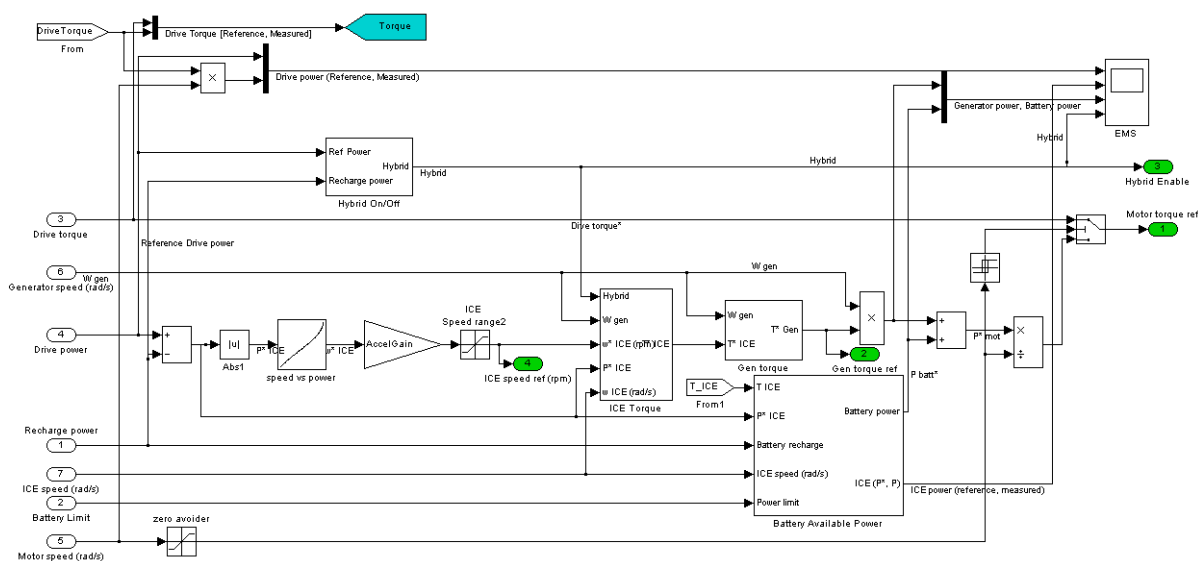 DriveTorque
From
Drive Torque [Reference, Measured]
Torque
×
Drive power (Reference, Measured)
Generator power, Battery power
EMS
Ref Power
Recharge power
Hybrid
Hybrid On/Off
Hybrid
Hybrid
Hybrid
3
Hybrid Enable
3
Drive torque
Reference Drive power
Dive torque*
Motor torque ref
1
6
Generator speed (rad/s)
W gen
W gen
4
Drive power
+
−
|u|
Abs1
P* ICE
speed vs power
w* ICE
AccelGain
ICE
Speed range2
4
ICE speed ref (rpm)
Hybrid
W gen
w* ICE (rpm)
T* ICE
P* ICE
w ICE (rad/s)
ICE Torque
W gen
T* ICE
T* Gen
Gen torque
×
2
Gen torque ref
+
+
P* mot
×
÷
P batt*
T_ICE
From1
T ICE
P* ICE
Battery recharge
ICE speed (rad/s)
Power limit
Battery power
ICE (P*, P)
Battery Available Power
ICE power (reference, measured)
Recharge power
1
7
ICE speed (rad/s)
2
Battery Limit
5
Motor speed (rad/s)
zero avoider